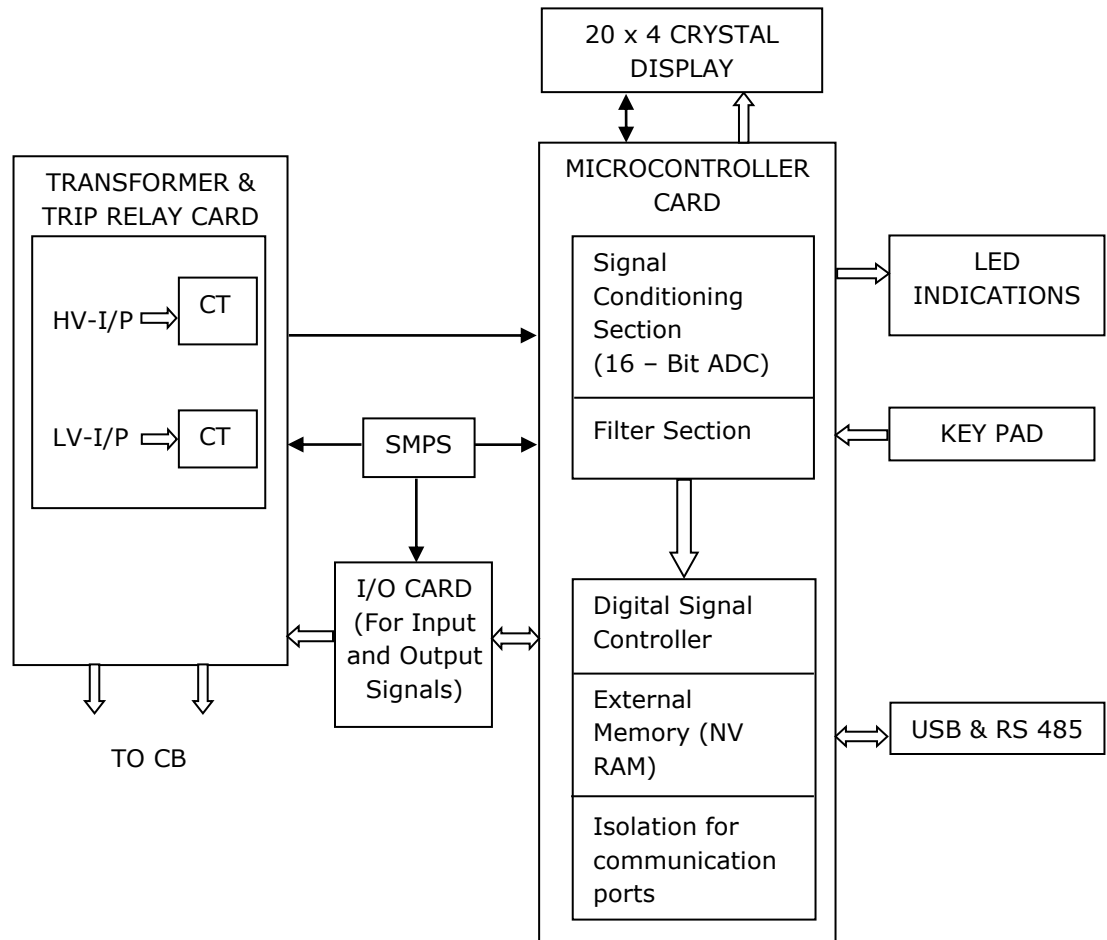 20 x 4 CRYSTAL
DISPLAY
TRANSFORMER &
TRIP RELAY CARD
HV-I/P
CT
LV-I/P
CT
TO CB
SMPS
I/O CARD
(For Input
and Output
Signals)
MICROCONTROLLER
CARD
Signal
Conditioning
Section
(16 – Bit ADC)
Filter Section
Digital Signal
Controller
External
Memory (NV
RAM)
Isolation for
communication
ports
LED
INDICATIONS
KEY PAD
USB & RS 485